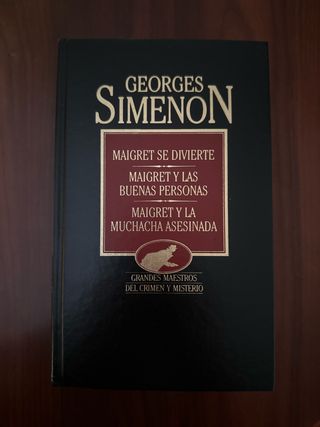 GEORGES
SIMENON
MAIGRET SE DIVIERTE
MAIGRET Y LAS
BUENAS PERSONAS
MAIGRET Y LA
MUCHACHA ASESINADA
GRANDES MAESTROS
DEL CRIMEN Y MISTERIO